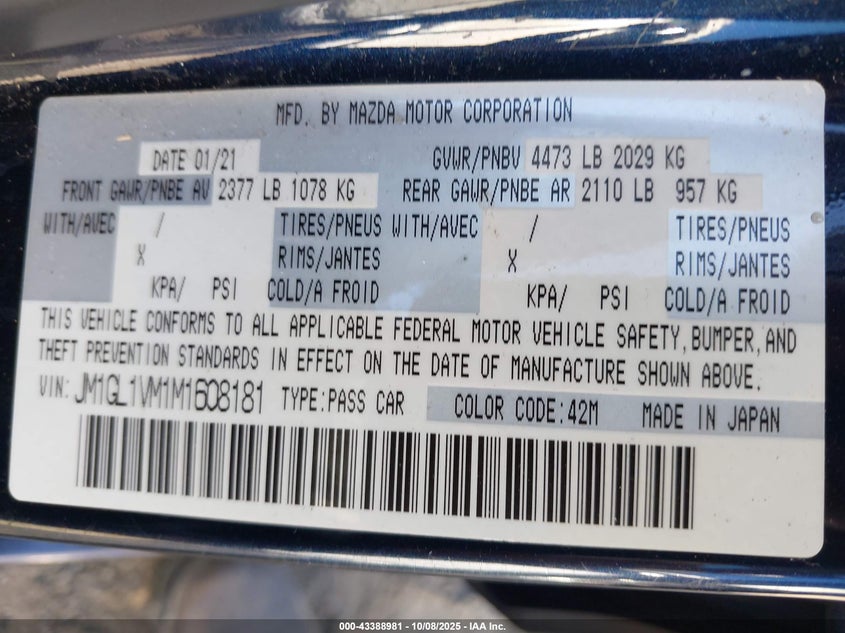 MFD. BY MAZDA MOTOR CORPORATION
DATE 01/21 GVWR/PNBV 4473 LB 2029 KG
FRONT GAWR/PNBE AV 2377 LB 1078 KG REAR GAWR/PNBE AR 2110 LB 957 KG
WITH/AVEC / TIRES/PNEUS WITH/AVEC / TIRES/PNEUS
X RIMS/JANTES X RIMS/JANTES
KPA/ PSI COLD/A FROID KPA/ PSI COLD/A FROID
THIS VEHICLE CONFORMS TO ALL APPLICABLE FEDERAL MOTOR VEHICLE SAFETY, BUMPER, AND
THEFT PREVENTION STANDARDS IN EFFECT ON THE DATE OF MANUFACTURE SHOWN ABOVE.
VIN: JM1GL1VM1M1608181 TYPE:PASS CAR COLOR CODE:42M MADE IN JAPAN
000-43388981 - 10/08/2025 - IAA Inc.